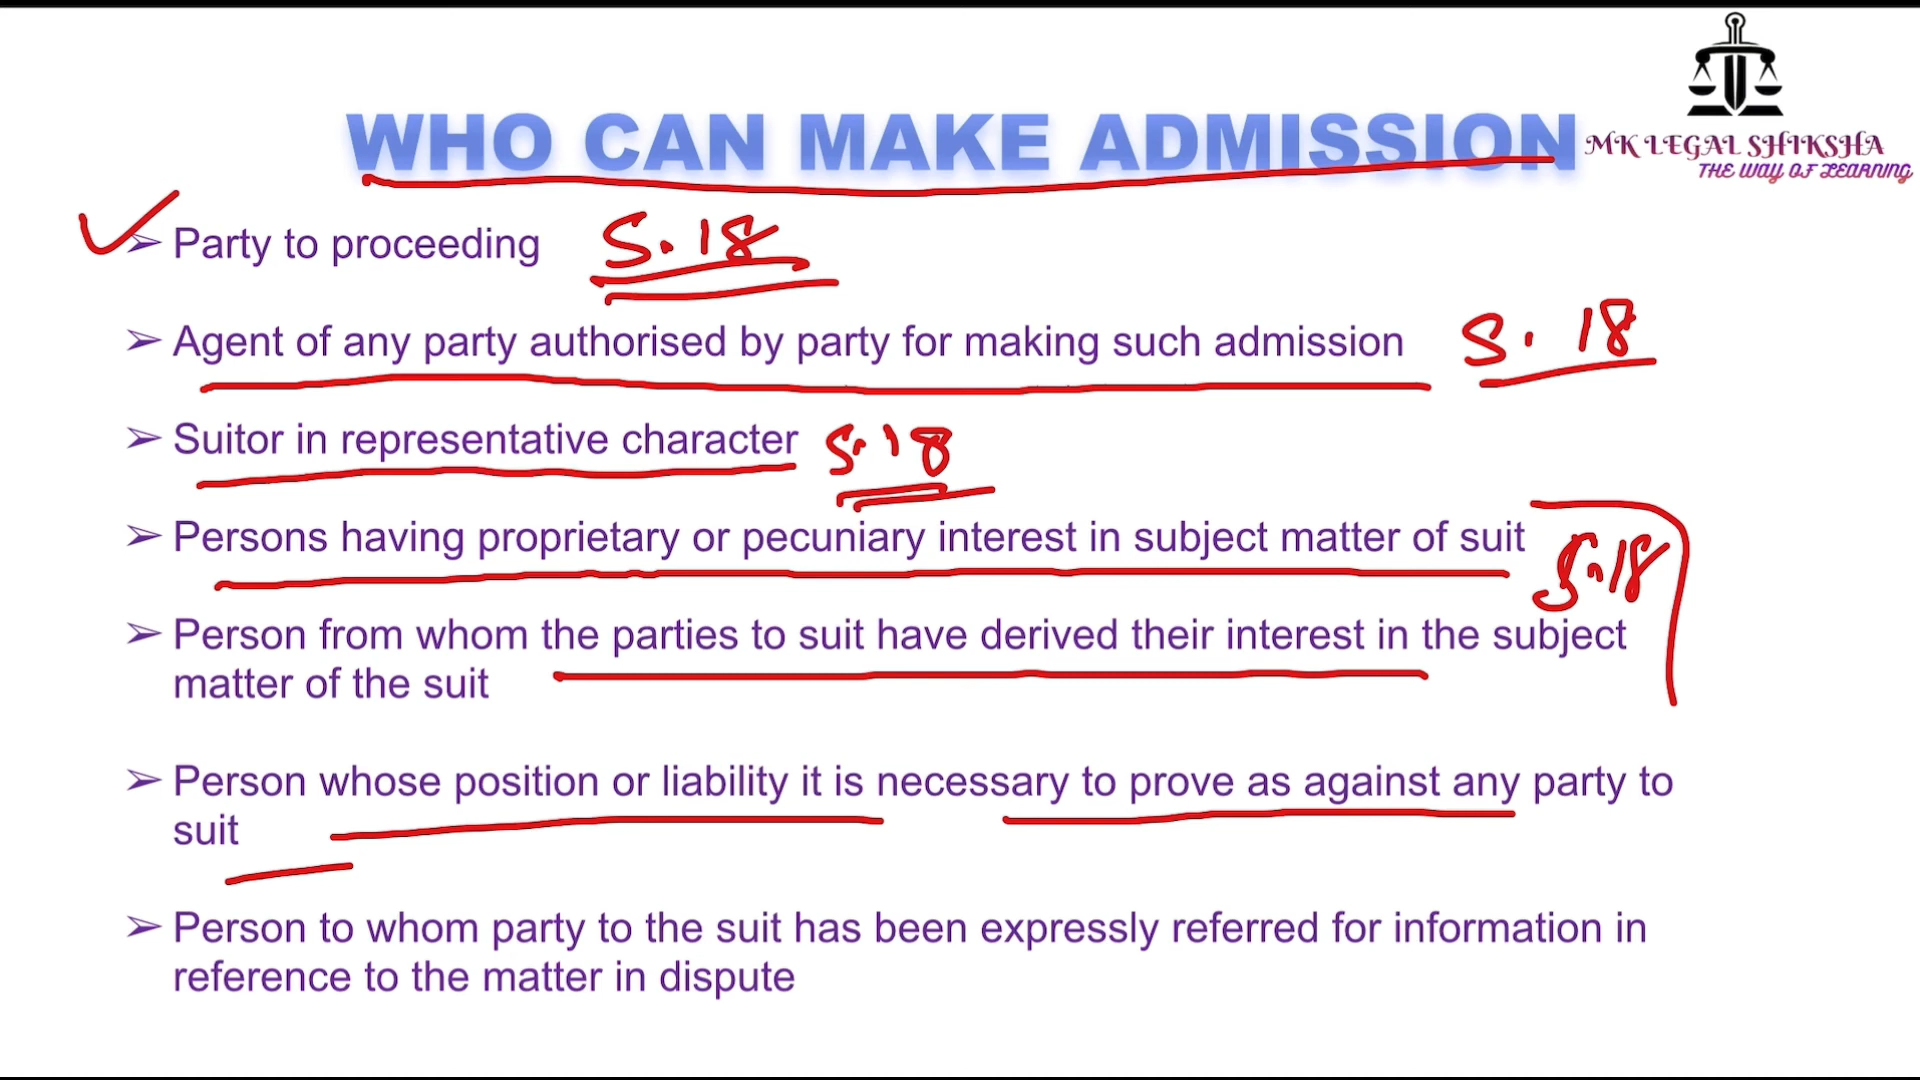 WHO CAN MAKE ADMISSION
MK LEGAL SHIKSHA
THE WAY OF LEARNING
➢ Party to proceeding S. 18
➢ Agent of any party authorised by party for making such admission S. 18
➢ Suitor in representative character S. 18
➢ Persons having proprietary or pecuniary interest in subject matter of suit S. 18
➢ Person from whom the parties to suit have derived their interest in the subject
matter of the suit
➢ Person whose position or liability it is necessary to prove as against any party to
suit
➢ Person to whom party to the suit has been expressly referred for information in
reference to the matter in dispute